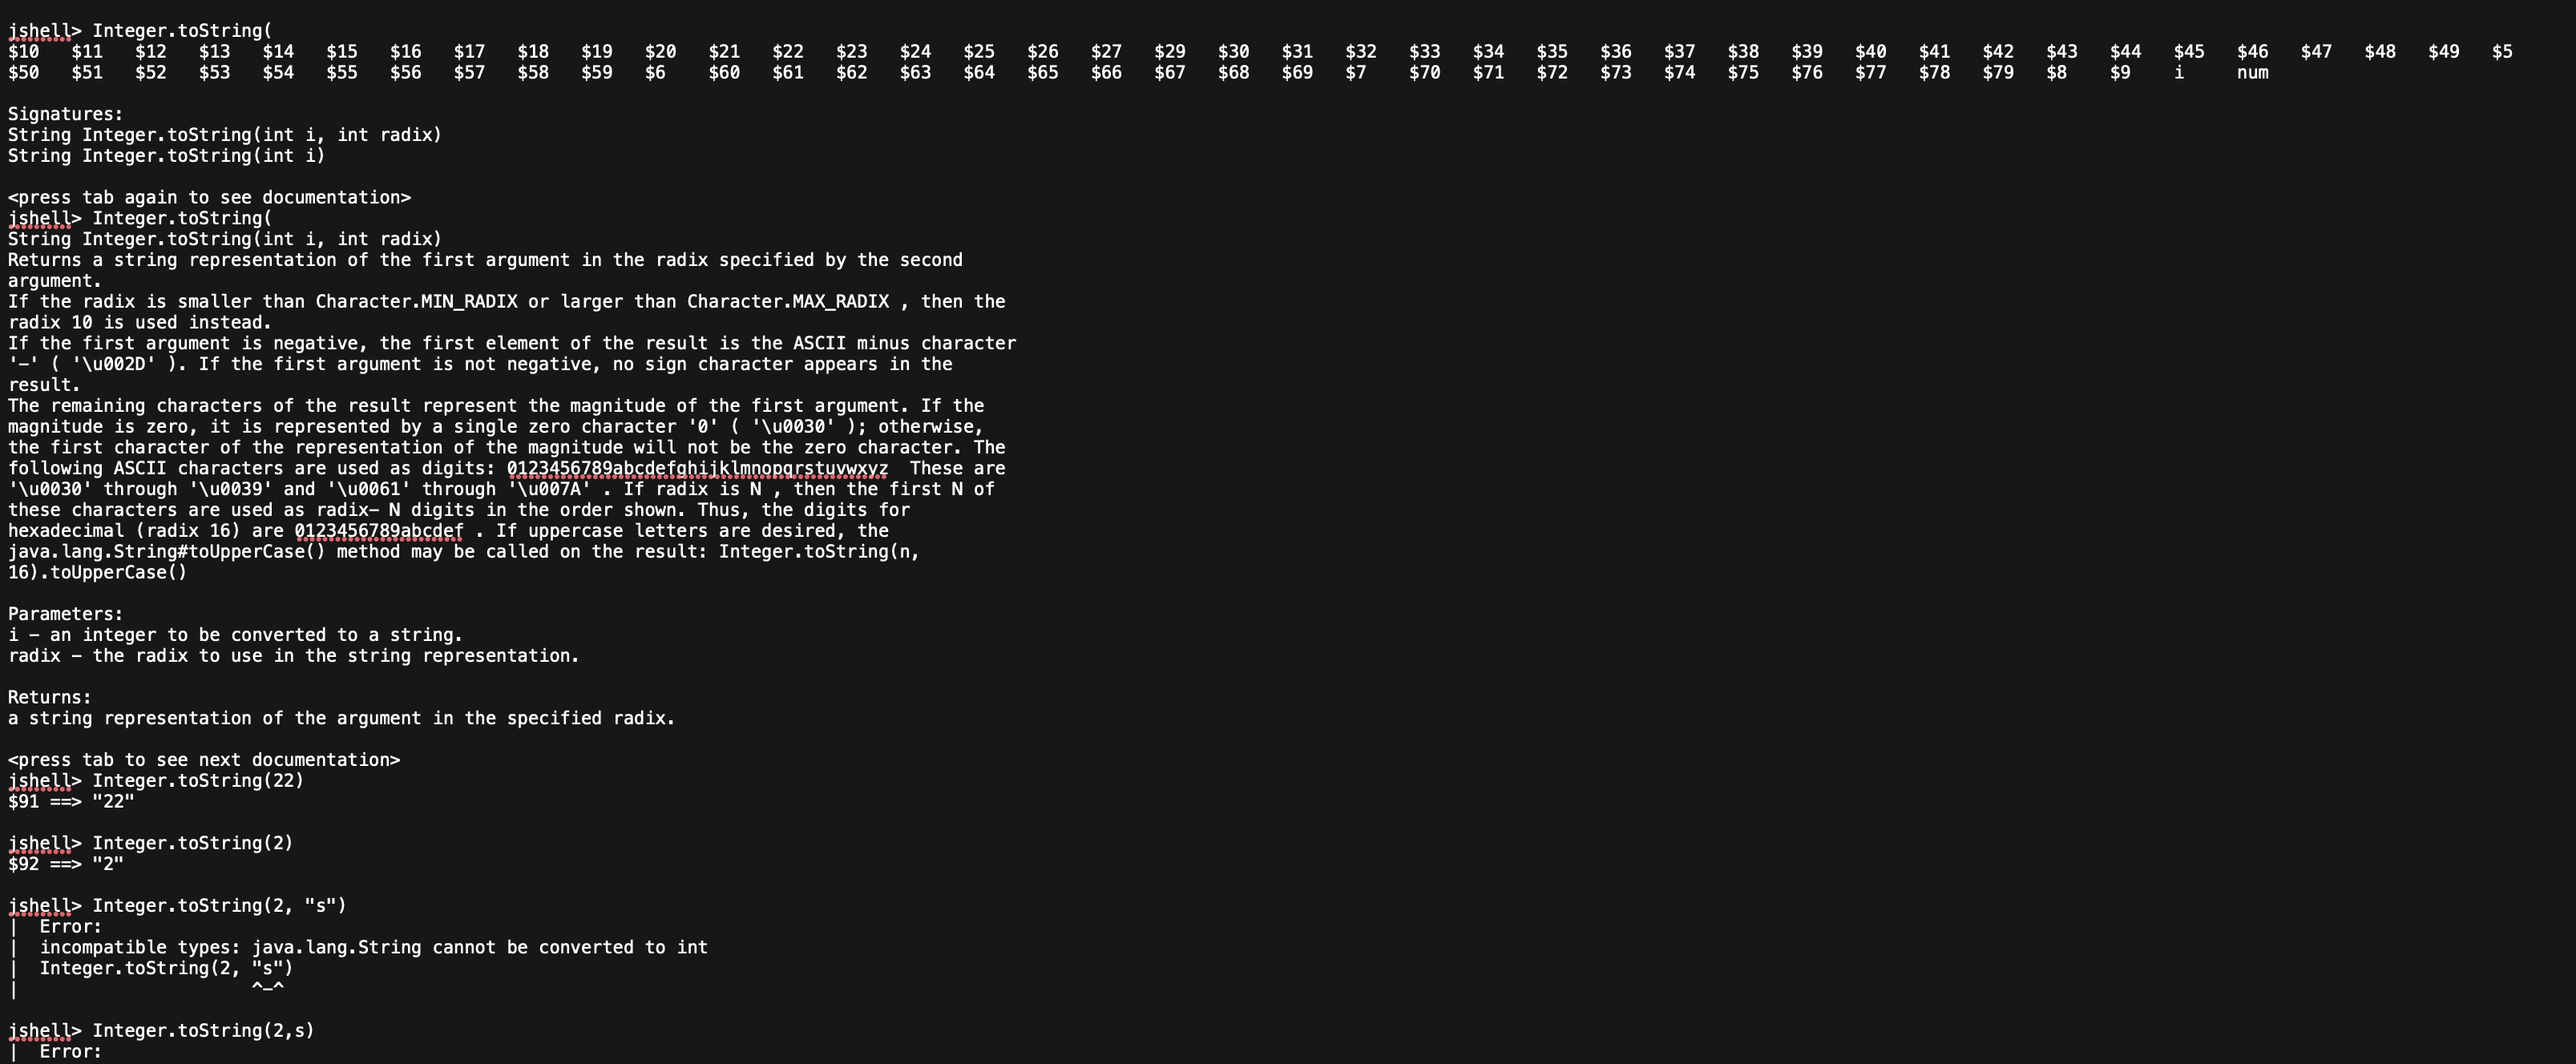 jshell> Integer.toString(
$10 $11 $12 $13 $14 $15 $16 $17 $18 $19 $20 $21 $22 $23 $24 $25 $26 $27 $29 $30 $31 $32 $33 $34 $35 $36 $37 $38 $39 $40 $41 $42 $43 $44 $45 $46 $47 $48 $49 $5
$50 $51 $52 $53 $54 $55 $56 $57 $58 $59 $6 $60 $61 $62 $63 $64 $65 $66 $67 $68 $69 $7 $70 $71 $72 $73 $74 $75 $76 $77 $78 $79 $8 $9 i num
Signatures:
String Integer.toString(int i, int radix)
String Integer.toString(int i)
<press tab again to see documentation>
jshell> Integer.toString(
String Integer.toString(int i, int radix)
Returns a string representation of the first argument in the radix specified by the second
argument.
If the radix is smaller than Character.MIN_RADIX or larger than Character.MAX_RADIX , then the
radix 10 is used instead.
If the first argument is negative, the first element of the result is the ASCII minus character
'-' ( '\u002D' ). If the first argument is not negative, no sign character appears in the
result.
The remaining characters of the result represent the magnitude of the first argument. If the
magnitude is zero, it is represented by a single zero character '0' ( '\u0030' ); otherwise,
the first character of the representation of the magnitude will not be the zero character. The
following ASCII characters are used as digits: 0123456789abcdefghijklmnopqrstuvwxyz  These are
'\u0030' through '\u0039' and '\u0061' through '\u007A' . If radix is N , then the first N of
these characters are used as radix- N digits in the order shown. Thus, the digits for
hexadecimal (radix 16) are 0123456789abcdef . If uppercase letters are desired, the
java.lang.String#toUpperCase() method may be called on the result: Integer.toString(n,
16).toUpperCase()
Parameters:
i - an integer to be converted to a string.
radix - the radix to use in the string representation.
Returns:
a string representation of the argument in the specified radix.
<press tab to see next documentation>
jshell> Integer.toString(22)
$91 ==> "22"
jshell> Integer.toString(2)
$92 ==> "2"
jshell> Integer.toString(2, "s")
|  Error:
|  incompatible types: java.lang.String cannot be converted to int
|  Integer.toString(2, "s")
|                      ^-^
jshell> Integer.toString(2,s)
|  Error: